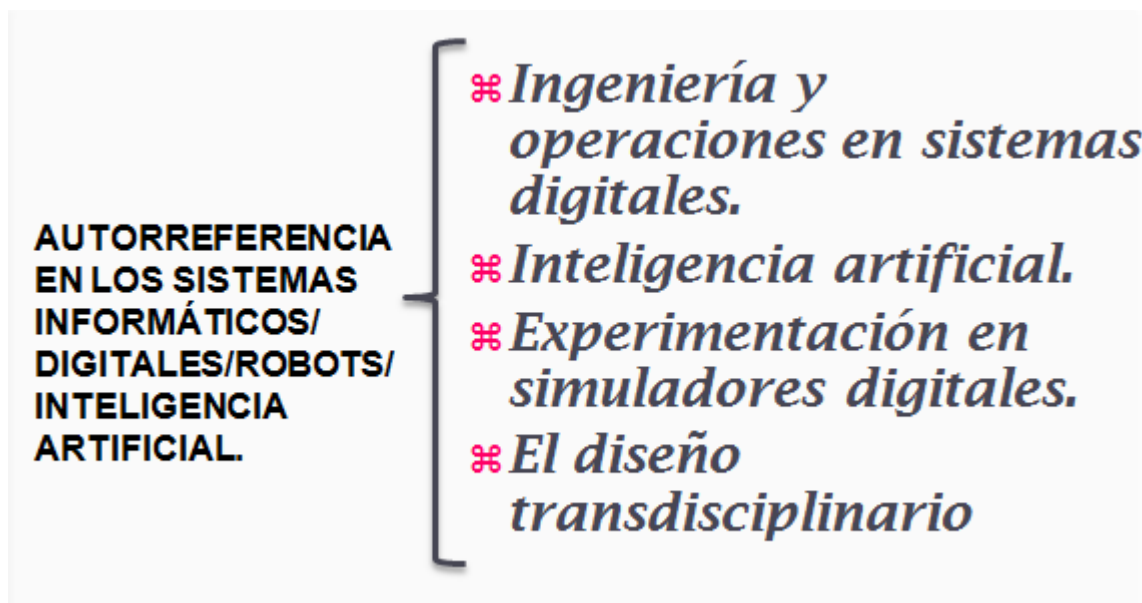 AUTORREFERENCIA
EN LOS SISTEMAS
INFORMÁTICOS/
DIGITALES/ROBOTS/
INTELIGENCIA
ARTIFICIAL.
⌘Ingeniería y
operaciones en sistemas
digitales.
⌘Inteligencia artificial.
⌘Experimentación en
simuladores digitales.
⌘El diseño
transdisciplinario